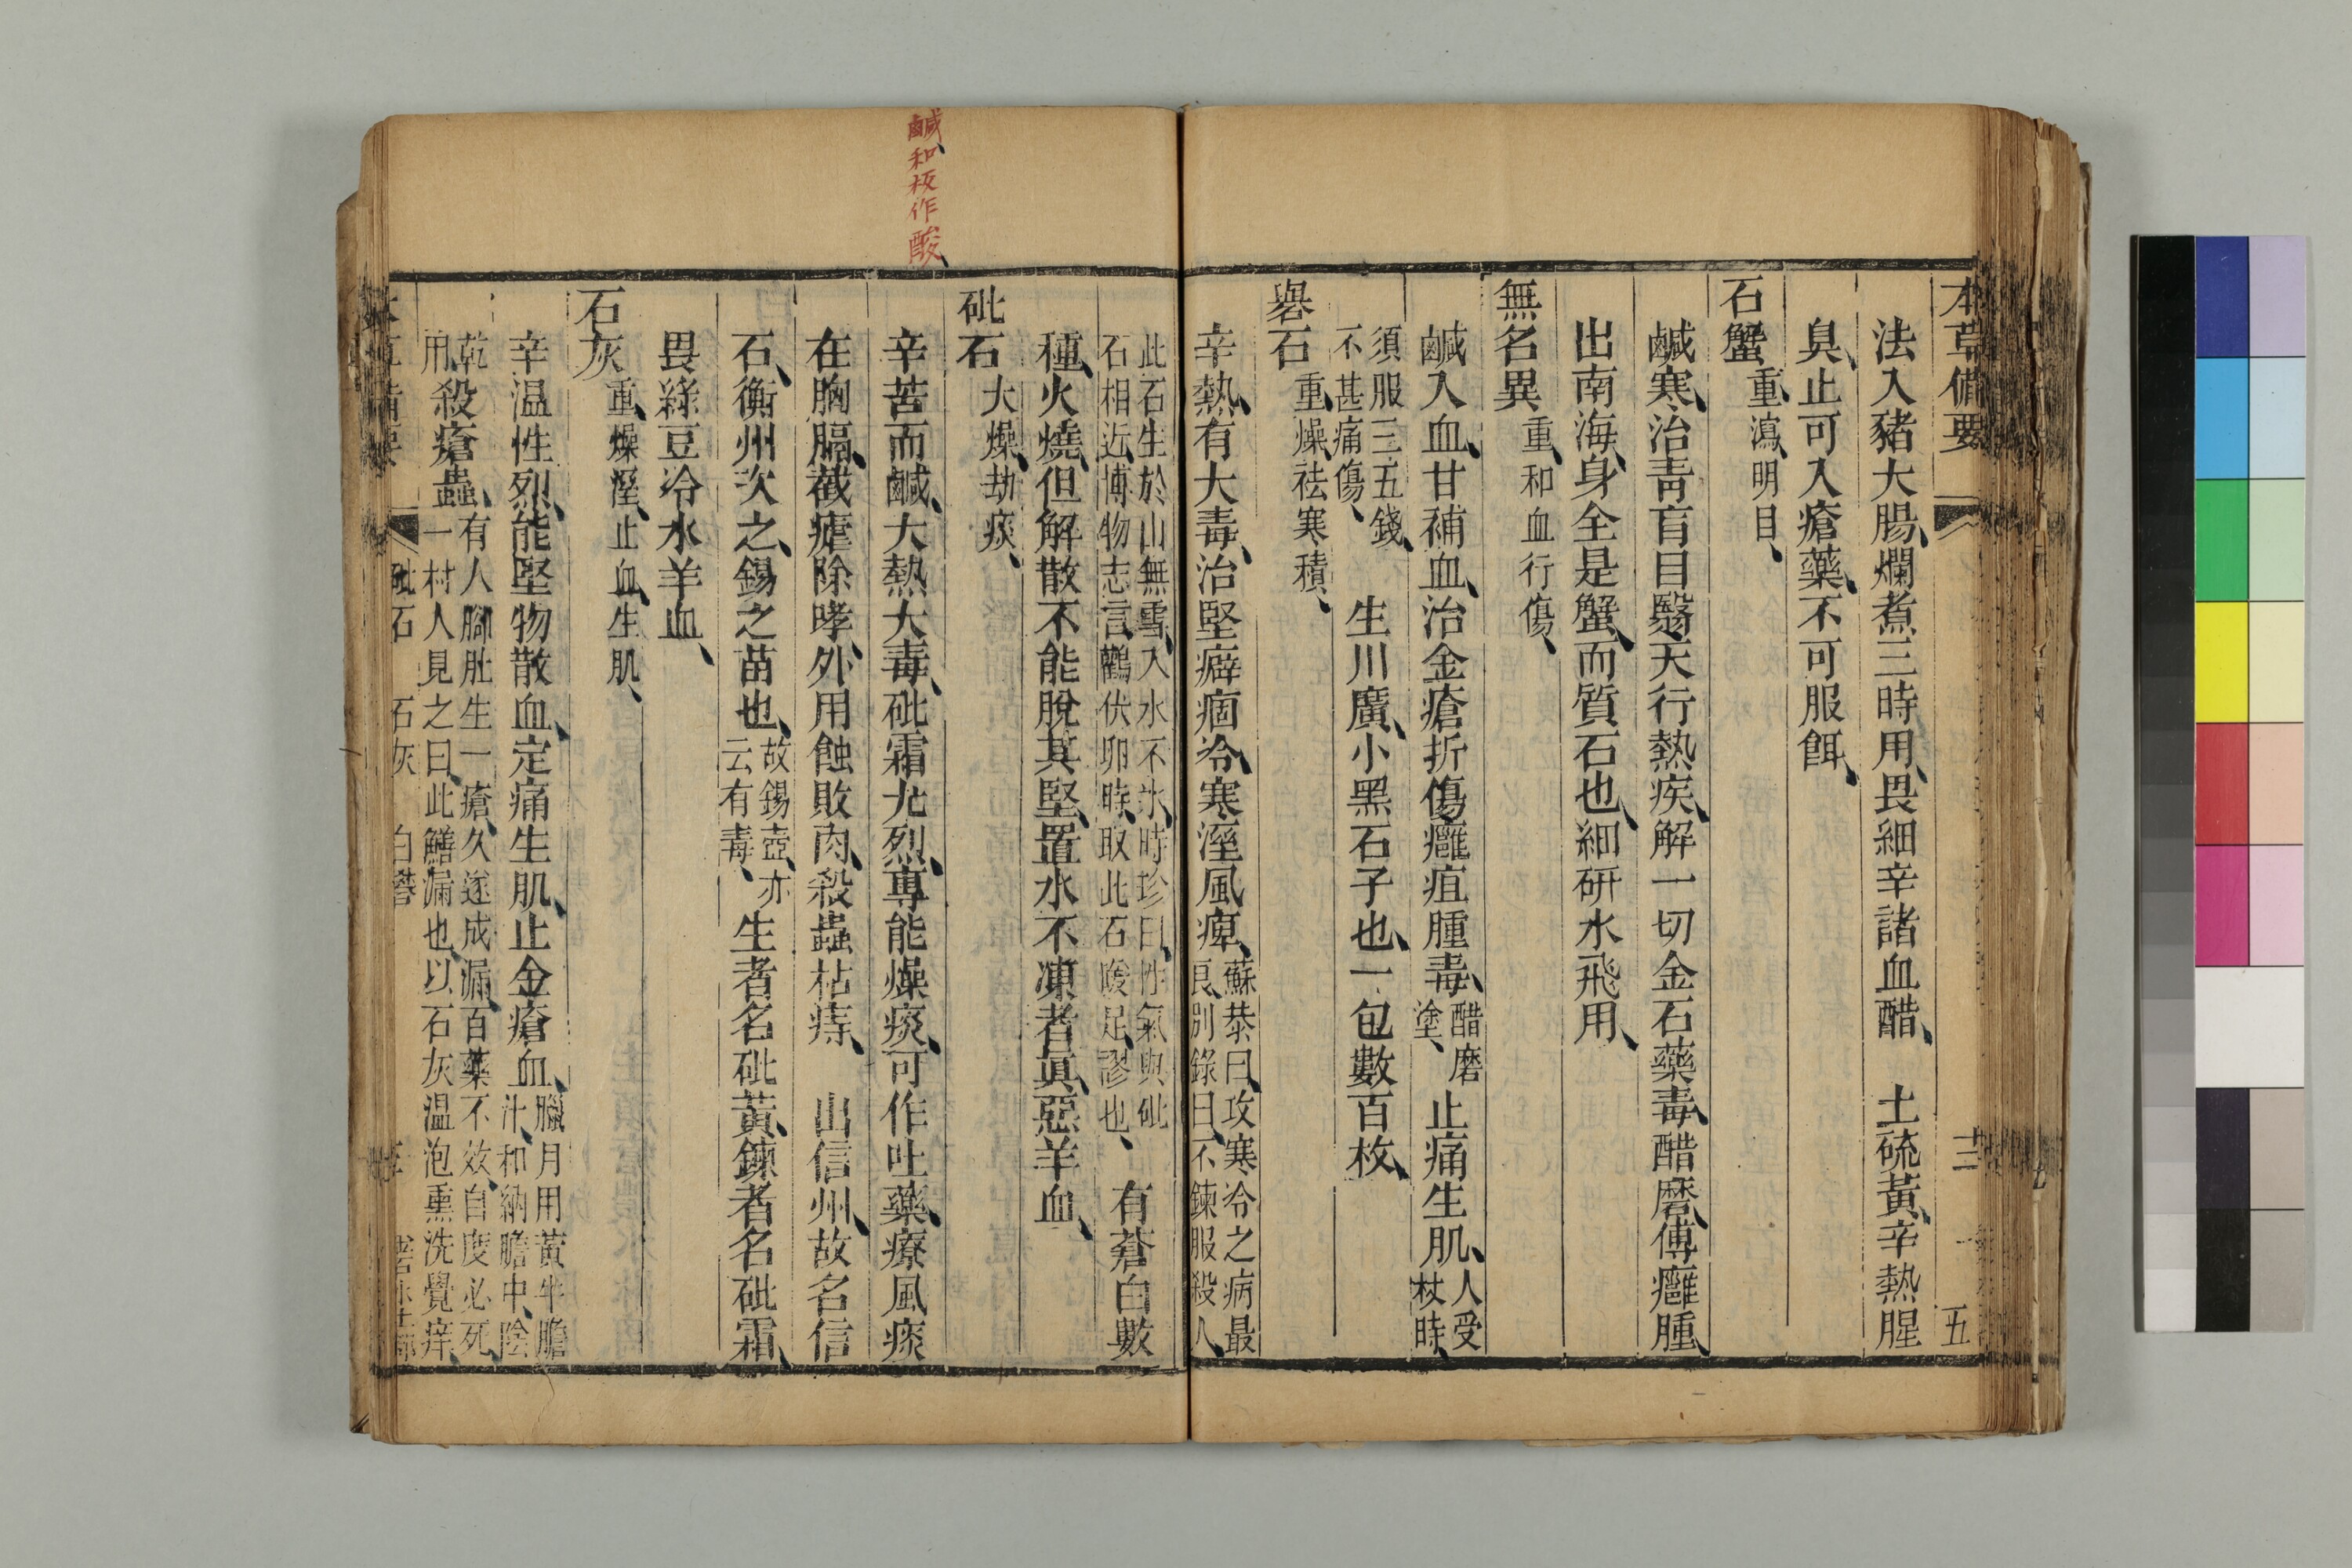 本草備要
五
法入豬大腸、爛煮三時用、畏細辛諸血醋、 土硫黃、辛熱腥
臭、止可入瘡藥、不可服餌、
石蟹 重瀉、明目、
鹹寒、治青盲目翳天行熱疾、解一切金石藥毒、醋磨、傅癰腫、
出南海、身全是蟹、而質石也、細研水飛用、
無名異 重、和血行傷、
鹹入血、甘補血、治金瘡折傷癰疽腫毒、醋磨塗、止痛生肌、人受杖時、
須服三五錢、不甚痛傷、 生川廣、小黑石子也、一包數百枚、
礜石 重、燥、祛寒積、
辛熱、有大毒、治堅癖痼冷、寒溼風痺、蘇恭曰、攻寒冷之病最良、別錄曰、不鍊服殺人、
鹹、和板作酸
此石生於山無雪、入水不氷、時珍曰、性氣與砒石相近、博物志言、鸛伏卵時、取此石暖足、謬也、 有蒼白數
種、火燒但解散不能脫其堅、置水不凍者眞、惡羊血、
砒石 大燥、劫痰、
辛苦而鹹、大熱大毒、砒霜尤烈、專能燥痰、可作吐藥、療風痰
在胸膈、截瘧除哮、外用蝕敗肉、殺蟲枯痔、 出信州、故名信
石、衡州次之、錫之苗也、故錫壺、亦云有毒、生者名砒黃、鍊者名砒霜、
畏綠豆冷水羊血、
石灰 重、燥溼、止血、生肌、
辛温性烈、能堅物散血、定痛生肌、止金瘡血、臘月用黃牛膽汁、和納膽中、陰
乾用、殺瘡蟲、有人腳肚生一瘡、久遂成漏、百藥不效、自度必死、一村人見之曰、此鱔漏也、以石灰温泡熏洗、覺痒、
砒石 石灰 白礬